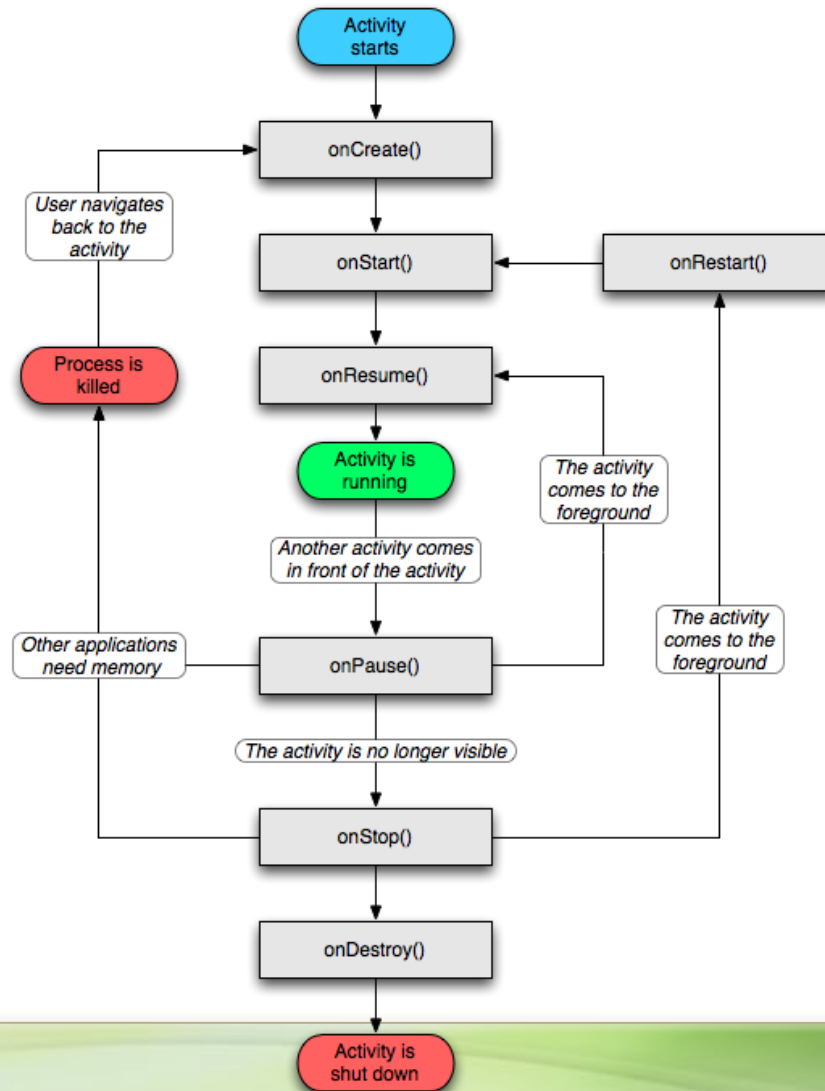 Activity
starts
onCreate()
User navigates
back to the
activity
onStart()
onRestart()
Process is
killed
onResume()
Activity is
running
The activity
comes to the
foreground
Another activity comes
in front of the activity
Other applications
need memory
onPause()
The activity
comes to the
foreground
The activity is no longer visible
onStop()
onDestroy()
Activity is
shut down